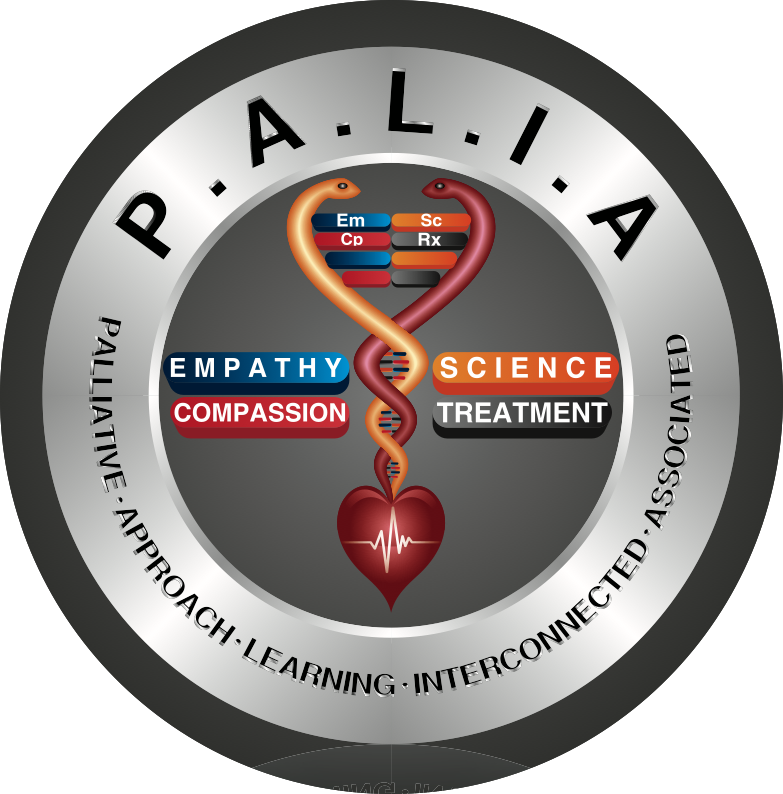 P.A.L.I.A
Em Sc
Cp Rx
EMPATHY SCIENCE
COMPASSION TREATMENT
PALLIATIVE·APPROACH·LEARNING·INTERCONNECTED·ASSOCIATED